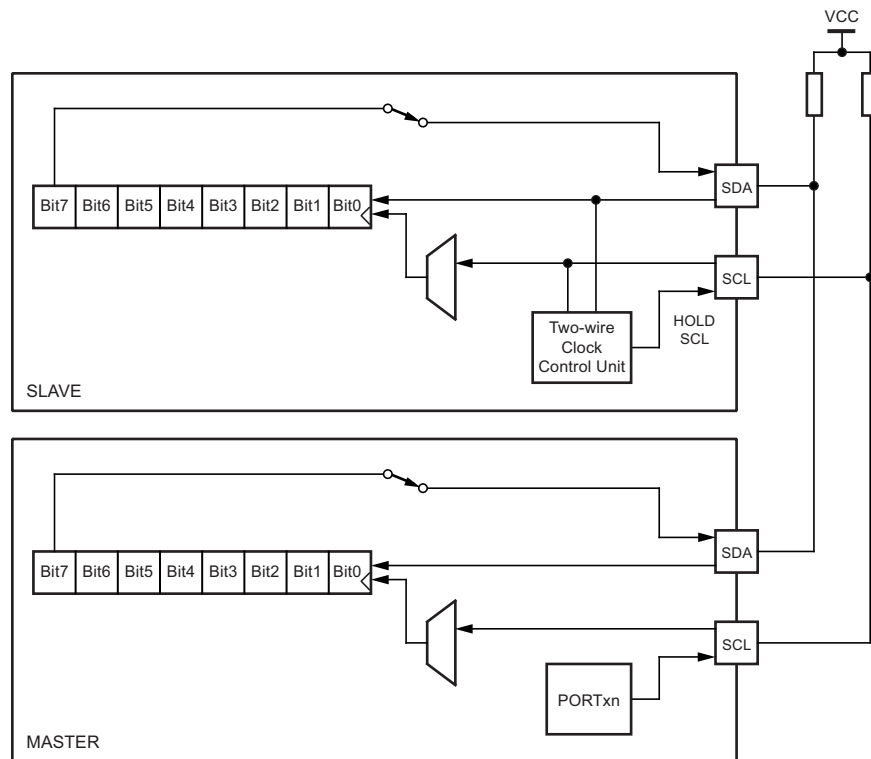 VCC
SDA
Bit7 Bit6 Bit5 Bit4 Bit3 Bit2 Bit1 Bit0
SCL
HOLD
SCL
Two-wire
Clock
Control Unit
SLAVE
SDA
Bit7 Bit6 Bit5 Bit4 Bit3 Bit2 Bit1 Bit0
SCL
PORTxn
MASTER